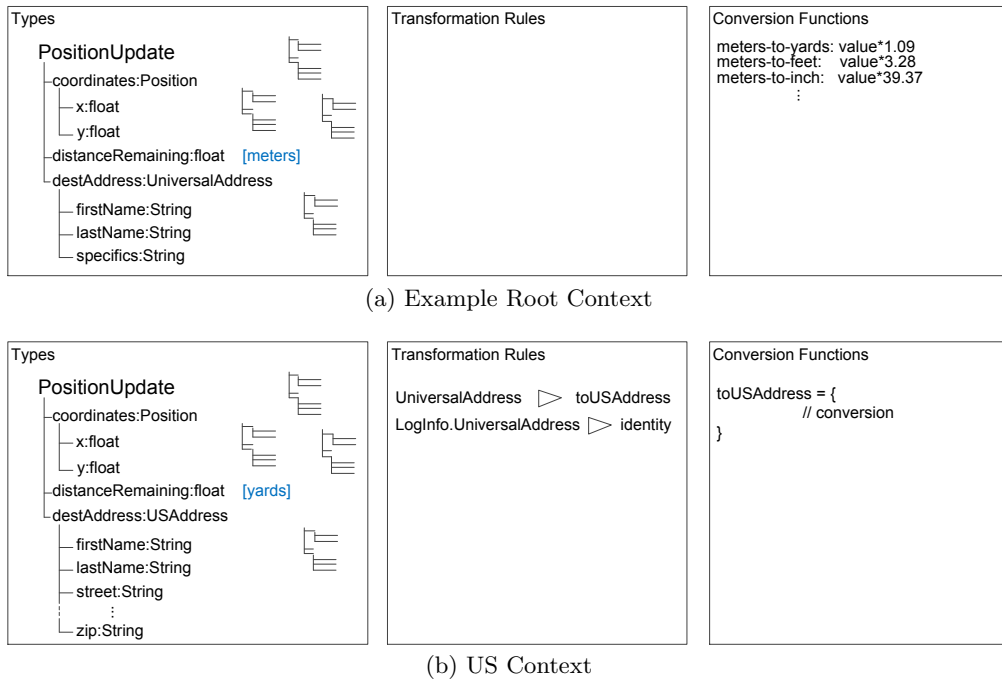 Types
PositionUpdate
coordinates:Position
x:float
y:float
distanceRemaining:float [meters]
destAddress:UniversalAddress
firstName:String
lastName:String
specifics:String
Transformation Rules
Conversion Functions
meters-to-yards: value*1.09
meters-to-feet: value*3.28
meters-to-inch: value*39.37
⋮
(a) Example Root Context
Types
PositionUpdate
coordinates:Position
x:float
y:float
distanceRemaining:float [yards]
destAddress:USAddress
firstName:String
lastName:String
street:String
⋮
zip:String
Transformation Rules
UniversalAddress ▷ toUSAddress
LogInfo.UniversalAddress ▷ identity
Conversion Functions
toUSAddress = {
// conversion
}
(b) US Context